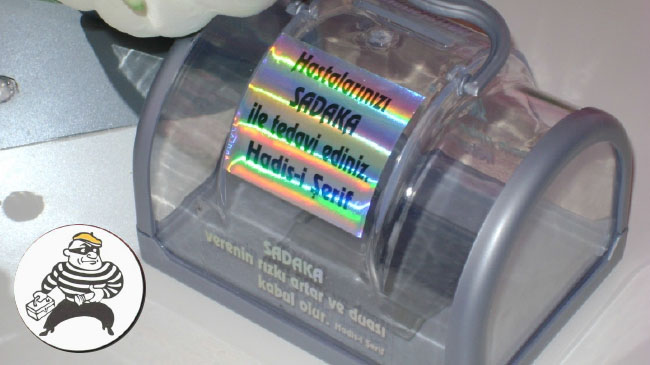 Hastalarınızı
SADAKA
ile tedavi ediniz.
Hadis-i Şerif
SADAKA
verenin rızkı artar ve duası
kabul olur. Hadis-i Şerif